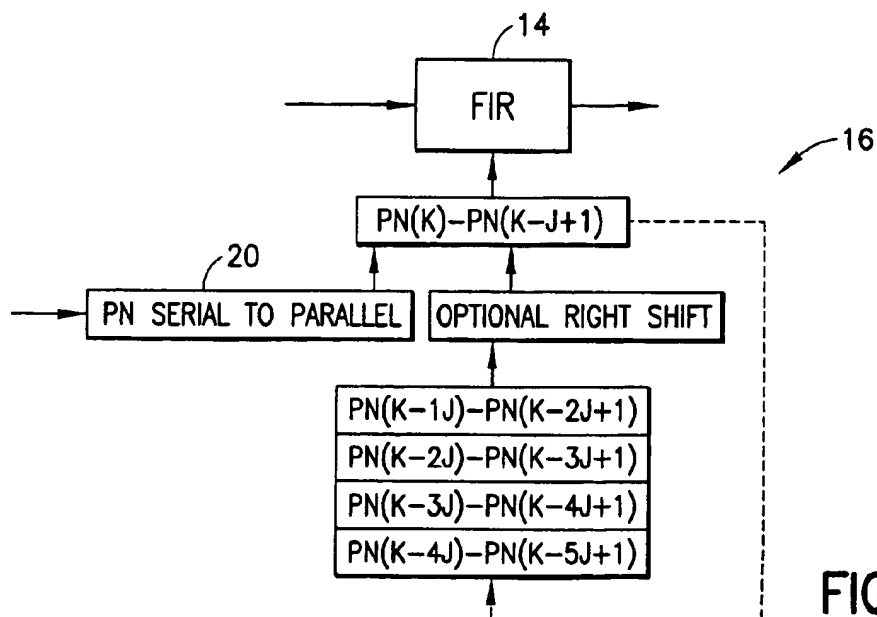 14
FIR
16
PN(K)-PN(K-J+1)
20
PN SERIAL TO PARALLEL
OPTIONAL RIGHT SHIFT
PN(K-1J)-PN(K-2J+1)
PN(K-2J)-PN(K-3J+1)
PN(K-3J)-PN(K-4J+1)
PN(K-4J)-PN(K-5J+1)
FIG